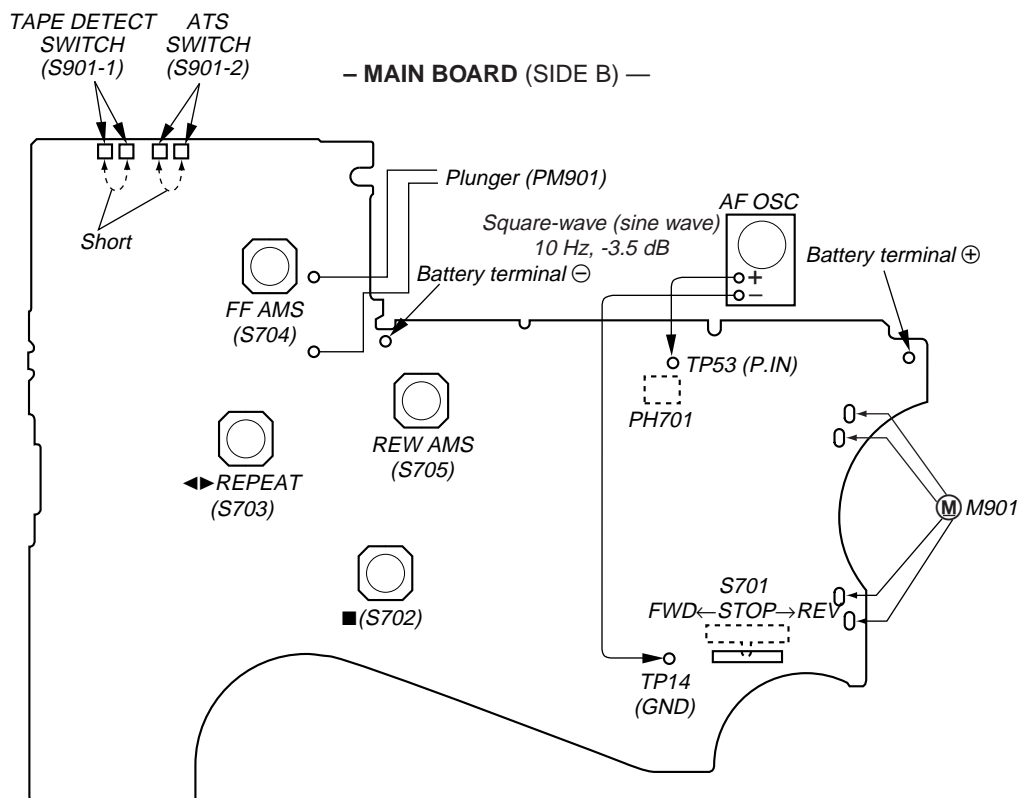 TAPE DETECT
SWITCH
(S901-1)
ATS
SWITCH
(S901-2)
– MAIN BOARD (SIDE B) —
Short
Plunger (PM901)
AF OSC
Square-wave (sine wave)
10 Hz, -3.5 dB
+
–
Battery terminal ⊖
Battery terminal ⊕
FF AMS
(S704)
TP53 (P.IN)
PH701
REW AMS
(S705)
◀▶REPEAT
(S703)
M M901
■(S702)
S701
FWD←STOP→REV
TP14
(GND)